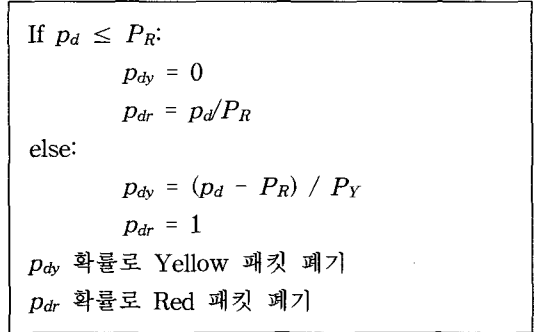 If p_d ≤ P_R:
p_dy = 0
p_dr = p_d/P_R
else:
p_dy = (p_d - P_R) / P_Y
p_dr = 1
p_dy 확률로 Yellow 패킷 폐기
p_dr 확률로 Red 패킷 폐기